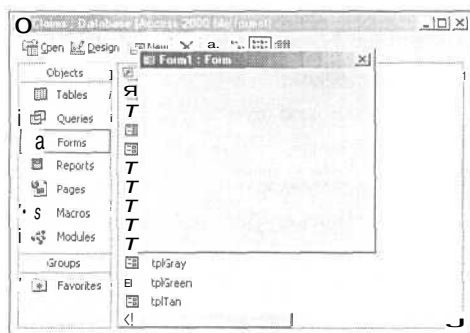 Claims : Database (Access 2000 file format)
Open Design New
Form1 : Form
Objects
Tables
Queries
Forms
Reports
Pages
Macros
Modules
Groups
Favorites
tplGray
tplGreen
tplTan